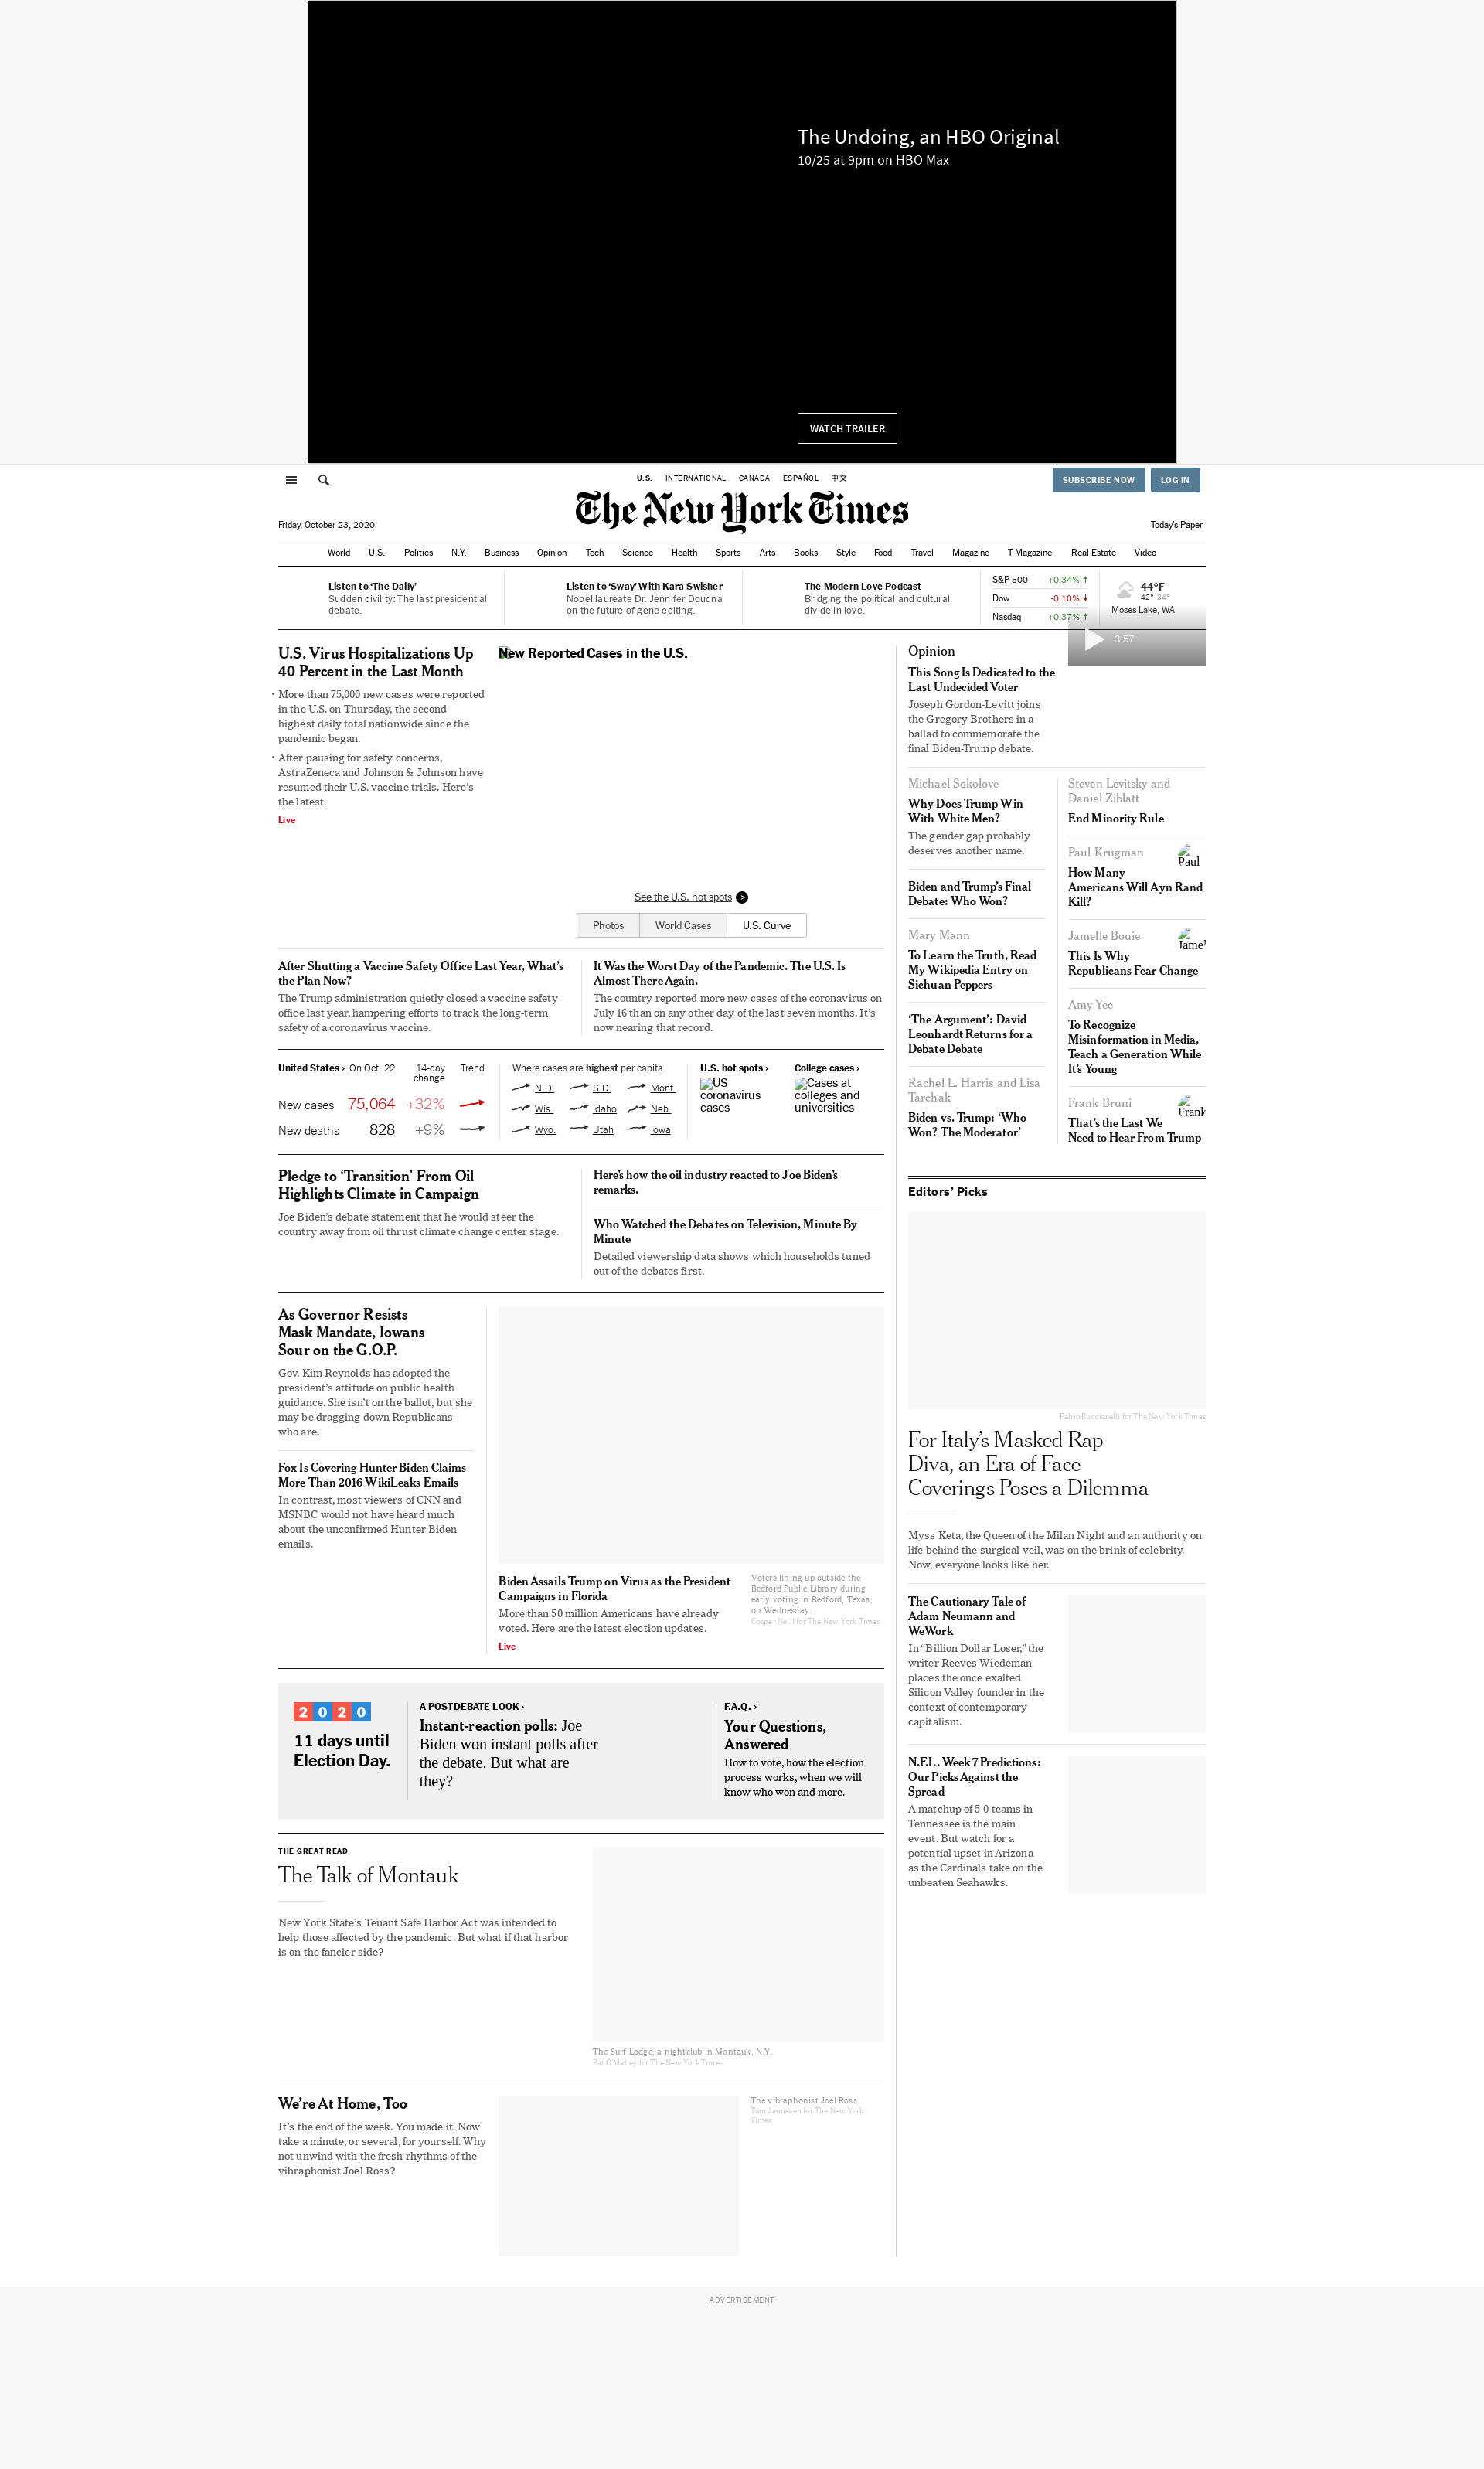 The Undoing, an HBO Original
10/25 at 9pm on HBO Max
WATCH TRAILER
U.S. INTERNATIONAL CANADA ESPAÑOL 中文
SUBSCRIBE NOW LOG IN
The New York Times
Friday, October 23, 2020
Today's Paper
World U.S. Politics N.Y. Business Opinion Tech Science Health Sports Arts Books Style Food Travel Magazine T Magazine Real Estate Video
Listen to ‘The Daily’
Sudden civility: The last presidential
debate.
Listen to ‘Sway’ With Kara Swisher
Nobel laureate Dr. Jennifer Doudna
on the future of gene editing.
The Modern Love Podcast
Bridging the political and cultural
divide in love.
S&P 500 +0.34% ↑
Dow -0.10% ↓
Nasdaq +0.37% ↑
44°F
42° 34°
Moses Lake, WA
3:57
U.S. Virus Hospitalizations Up
40 Percent in the Last Month
• More than 75,000 new cases were reported
in the U.S. on Thursday, the second-
highest daily total nationwide since the
pandemic began.
• After pausing for safety concerns,
AstraZeneca and Johnson & Johnson have
resumed their U.S. vaccine trials. Here’s
the latest.
Live
New Reported Cases in the U.S.
See the U.S. hot spots >
Photos World Cases U.S. Curve
After Shutting a Vaccine Safety Office Last Year, What’s
the Plan Now?
The Trump administration quietly closed a vaccine safety
office last year, hampering efforts to track the long-term
safety of a coronavirus vaccine.
It Was the Worst Day of the Pandemic. The U.S. Is
Almost There Again.
The country reported more new cases of the coronavirus on
July 16 than on any other day of the last seven months. It’s
now nearing that record.
United States › On Oct. 22 14-day Trend
change
New cases 75,064 +32%
New deaths 828 +9%
Where cases are highest per capita
N.D. S.D. Mont.
Wis. Idaho Neb.
Wyo. Utah Iowa
U.S. hot spots ›
US
coronavirus
cases
College cases ›
Cases at
colleges and
universities
Pledge to ‘Transition’ From Oil
Highlights Climate in Campaign
Joe Biden’s debate statement that he would steer the
country away from oil thrust climate change center stage.
Here’s how the oil industry reacted to Joe Biden’s
remarks.
Who Watched the Debates on Television, Minute By
Minute
Detailed viewership data shows which households tuned
out of the debates first.
As Governor Resists
Mask Mandate, Iowans
Sour on the G.O.P.
Gov. Kim Reynolds has adopted the
president’s attitude on public health
guidance. She isn’t on the ballot, but she
may be dragging down Republicans
who are.
Fox Is Covering Hunter Biden Claims
More Than 2016 WikiLeaks Emails
In contrast, most viewers of CNN and
MSNBC would not have heard much
about the unconfirmed Hunter Biden
emails.
Biden Assails Trump on Virus as the President
Campaigns in Florida
More than 50 million Americans have already
voted. Here are the latest election updates.
Live
Voters lining up outside the
Bedford Public Library during
early voting in Bedford, Texas,
on Wednesday.
Cooper Neill for The New York Times
2020
11 days until
Election Day.
A POSTDEBATE LOOK ›
Instant-reaction polls: Joe
Biden won instant polls after
the debate. But what are
they?
F.A.Q. ›
Your Questions,
Answered
How to vote, how the election
process works, when we will
know who won and more.
THE GREAT READ
The Talk of Montauk
New York State’s Tenant Safe Harbor Act was intended to
help those affected by the pandemic. But what if that harbor
is on the fancier side?
The Surf Lodge, a nightclub in Montauk, N.Y.
Pat O'Malley for The New York Times
We’re At Home, Too
It’s the end of the week. You made it. Now
take a minute, or several, for yourself. Why
not unwind with the fresh rhythms of the
vibraphonist Joel Ross?
The vibraphonist Joel Ross.
Tom Jamieson for The New York
Times
Opinion
This Song Is Dedicated to the
Last Undecided Voter
Joseph Gordon-Levitt joins
the Gregory Brothers in a
ballad to commemorate the
final Biden-Trump debate.
Michael Sokolove
Why Does Trump Win
With White Men?
The gender gap probably
deserves another name.
Biden and Trump’s Final
Debate: Who Won?
Mary Mann
To Learn the Truth, Read
My Wikipedia Entry on
Sichuan Peppers
‘The Argument’: David
Leonhardt Returns for a
Debate Debate
Rachel L. Harris and Lisa
Tarchak
Biden vs. Trump: ‘Who
Won? The Moderator’
Steven Levitsky and
Daniel Ziblatt
End Minority Rule
Paul Krugman
Paul
How Many
Americans Will Ayn Rand
Kill?
Jamelle Bouie
Jamel
This Is Why
Republicans Fear Change
Amy Yee
To Recognize
Misinformation in Media,
Teach a Generation While
It’s Young
Frank Bruni
Frank
That’s the Last We
Need to Hear From Trump
Editors’ Picks
Fabio Bucciarelli for The New York Times
For Italy’s Masked Rap
Diva, an Era of Face
Coverings Poses a Dilemma
Myss Keta, the Queen of the Milan Night and an authority on
life behind the surgical veil, was on the brink of celebrity.
Now, everyone looks like her.
The Cautionary Tale of
Adam Neumann and
WeWork
In “Billion Dollar Loser,” the
writer Reeves Wiedeman
places the once exalted
Silicon Valley founder in the
context of contemporary
capitalism.
N.F.L. Week 7 Predictions:
Our Picks Against the
Spread
A matchup of 5-0 teams in
Tennessee is the main
event. But watch for a
potential upset in Arizona
as the Cardinals take on the
unbeaten Seahawks.
ADVERTISEMENT